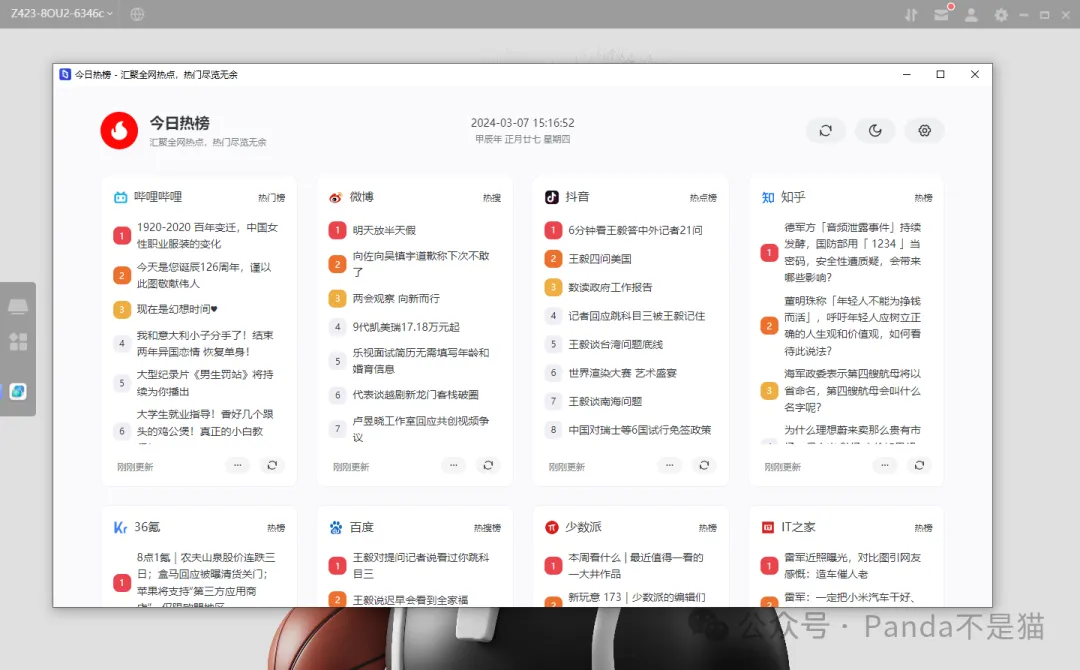 Z423-8OU2-6346c
今日热榜 - 汇聚全网热点，热门尽览无余
今日热榜
汇聚全网热点，热门尽览无余
2024-03-07 15:16:52
甲辰年 正月廿七 星期四
哔哩哔哩 热门榜
1 1920-2020 百年变迁，中国女
性职业服装的变化
2 今天是您诞辰126周年，谨以
此图敬献伟人
3 现在是幻想时间♥
4 我和意大利小子分手了！结束
两年异国恋情 恢复单身！
5 大型纪录片《男生罚站》将持
续为你播出
6 大学生就业指导！香好几个跟
头的鸡公煲！真正的小白教
刚刚更新
微博 热搜
1 明天放半天假
2 向佐向吴镇宇道歉你下次不敢
了
3 两会观察 向新而行
4 9代凯美瑞17.18万元起
5 乐视面试简历无需填写年龄和
婚育信息
6 代表谈越剧新龙门客栈破圈
7 卢昱晓工作室回应共创视频争
议
刚刚更新
抖音 热点榜
1 6分钟看王毅答中外记者21问
2 王毅四问美国
3 数读政府工作报告
4 记者回应跳科目三被王毅记住
5 王毅谈台湾问题底线
6 世界渲染大赛 艺术盛宴
7 王毅谈南海问题
8 中国对瑞士等6国试行免签政策
刚刚更新
知乎 热榜
1 德军方「音频泄露事件」持续
发酵，国防部用「 1234 」当
密码，安全性遭质疑，会带来
哪些影响？
2 董明珠称「年轻人不能为挣钱
而活」，呼吁年轻人应树立正
确的人生观和价值观，如何看
待此说法？
3 海军政委表示第四艘航母将以
省命名，第四艘航母会叫什么
名字呢？
为什么理想蔚来卖那么贵有市
刚刚更新
36氪 热榜
1 8点1氪｜农夫山泉股价连跌三
日；盒马回应被曝清货关门；
苹果将支持“第三方应用商
百度 热搜榜
1 王毅对提问记者说看过你跳科
目三
2 王毅说迟早会看到全家福
少数派 热榜
1 本周看什么 | 最近值得一看的
一大井作品
2 新玩意 173｜少数派的编辑们
IT之家 热榜
1 雷军近照曝光，对比图引网友
感慨：造车催人老
2 雷军：一定把小米汽车干好、
公众号 · Panda不是猫